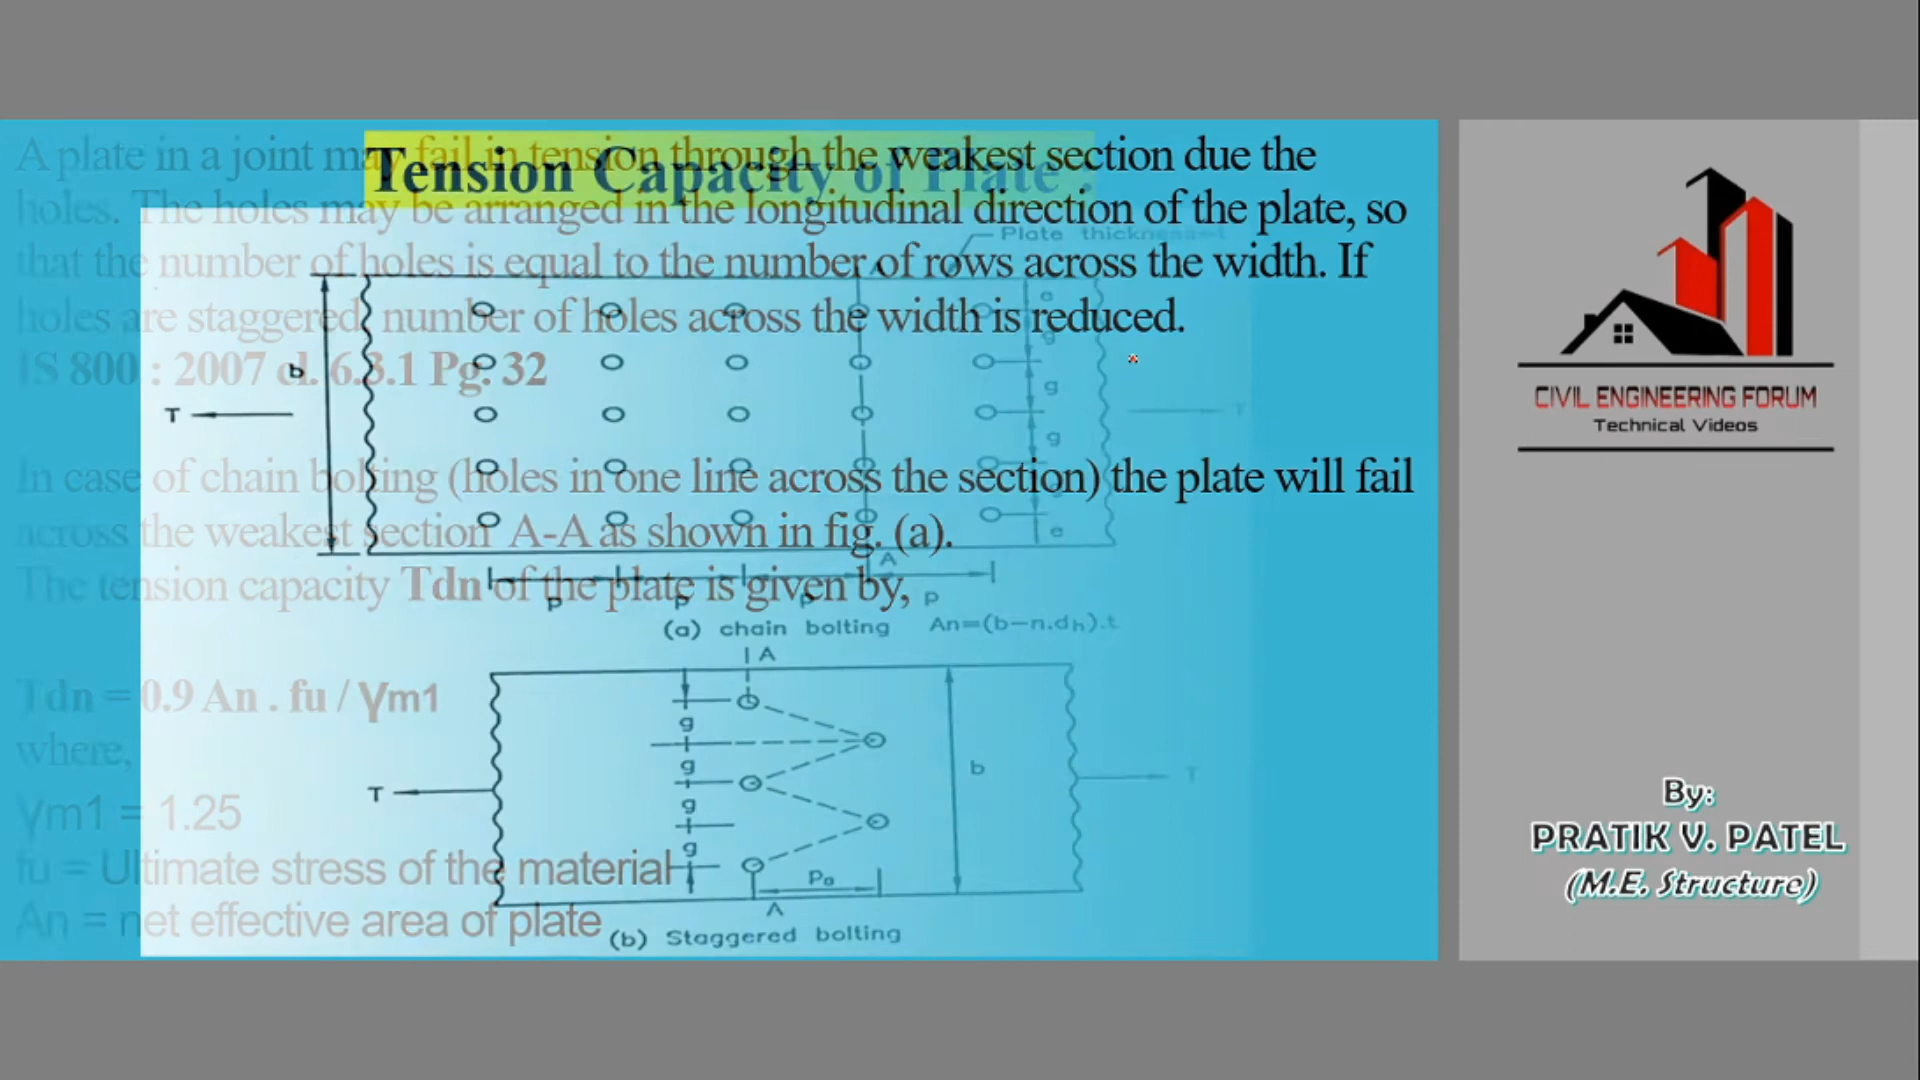 Tension Capacity of Plate :
A plate in a joint may fail in tension through the weakest section due the
holes. The holes may be arranged in the longitudinal direction of the plate, so
that the number of holes is equal to the number of rows across the width. If
holes are staggered, number of holes across the width is reduced.
IS 800 : 2007 cl. 6.3.1 Pg. 32
In case of chain bolting (holes in one line across the section) the plate will fail
across the weakest section A-A as shown in fig. (a).
The tension capacity Tdn of the plate is given by,
Tdn = 0.9 An . fu / γm1
where,
γm1 = 1.25
fu = Ultimate stress of the material
An = net effective area of plate
Plate thickness=t
A
e
g
g
g
g
e
b
T
T
A
P
P
P
P
(a) chain bolting An=(b-n.dh).t
A
g
g
g
g
b
T
T
Pa
A
(b) Staggered bolting
CIVIL ENGINEERING FORUM
Technical Videos
By:
PRATIK V. PATEL
(M.E. Structure)